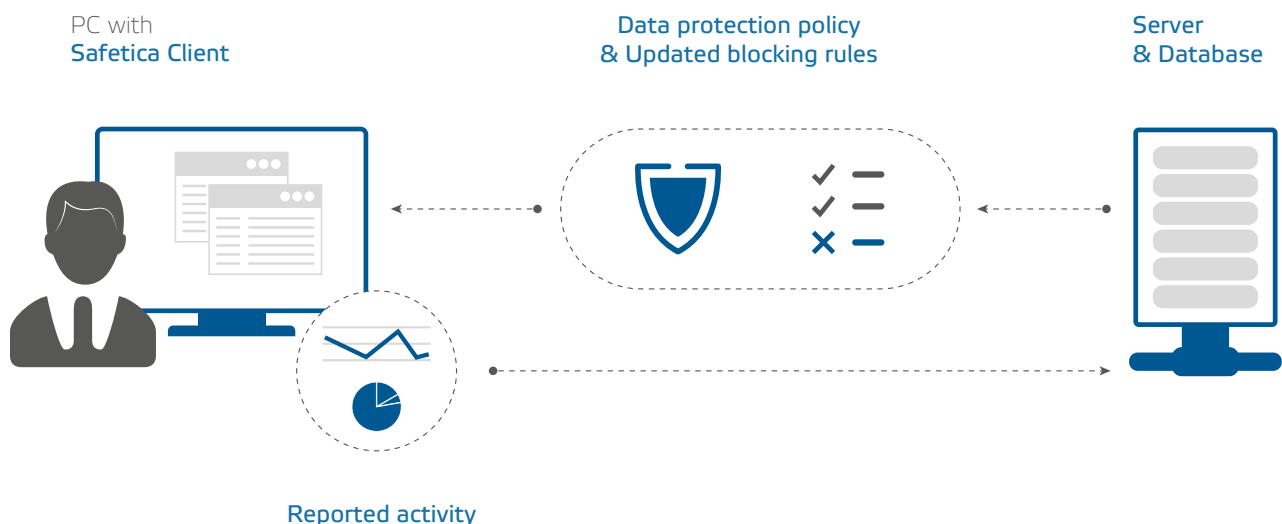 PC with
Safetica Client
Data protection policy
& Updated blocking rules
Server
& Database
Reported activity